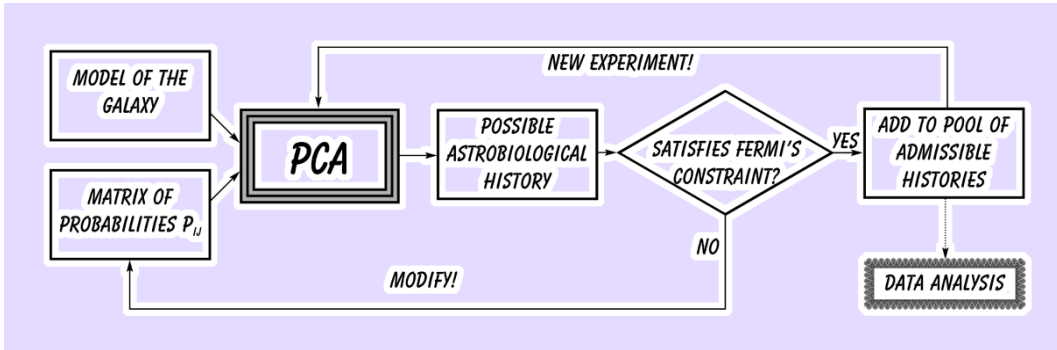 MODEL OF THE
GALAXY
MATRIX OF
PROBABILITIES P_IJ
PCA
POSSIBLE
ASTROBIOLOGICAL
HISTORY
NEW EXPERIMENT!
SATISFIES FERMI'S
CONSTRAINT?
YES
NO
MODIFY!
ADD TO POOL OF
ADMISSIBLE
HISTORIES
DATA ANALYSIS